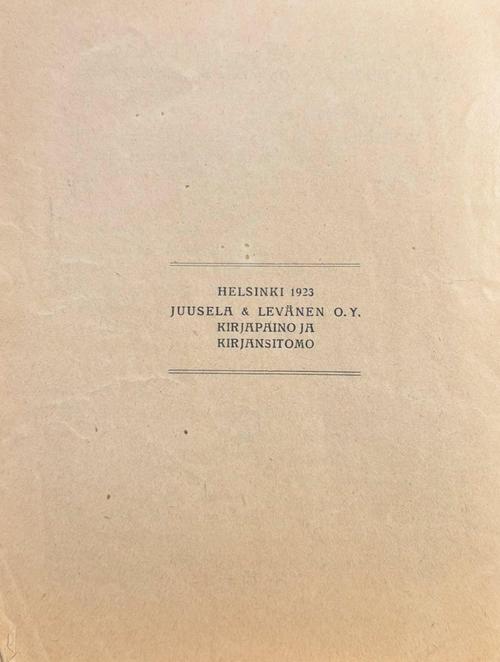 HELSINKI 1923
JUUSELA & LEVÄNEN O.Y.
KIRJAPAINO JA
KIRJANSITOMO